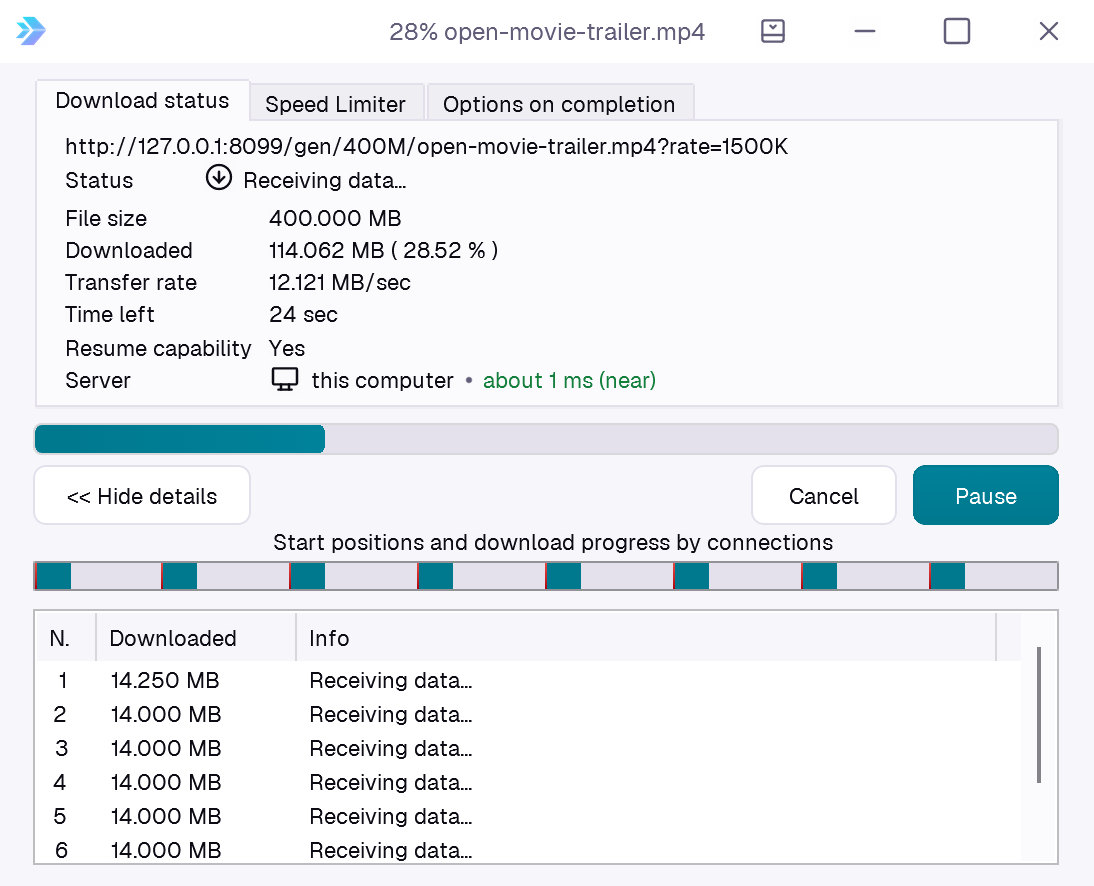 28% open-movie-trailer.mp4
Download status Speed Limiter Options on completion
http://127.0.0.1:8099/gen/400M/open-movie-trailer.mp4?rate=1500K
Status Receiving data...
File size 400.000 MB
Downloaded 114.062 MB ( 28.52 % )
Transfer rate 12.121 MB/sec
Time left 24 sec
Resume capability Yes
Server this computer • about 1 ms (near)
<< Hide details Cancel Pause
Start positions and download progress by connections
N. Downloaded Info
1 14.250 MB Receiving data...
2 14.000 MB Receiving data...
3 14.000 MB Receiving data...
4 14.000 MB Receiving data...
5 14.000 MB Receiving data...
6 14.000 MB Receiving data...